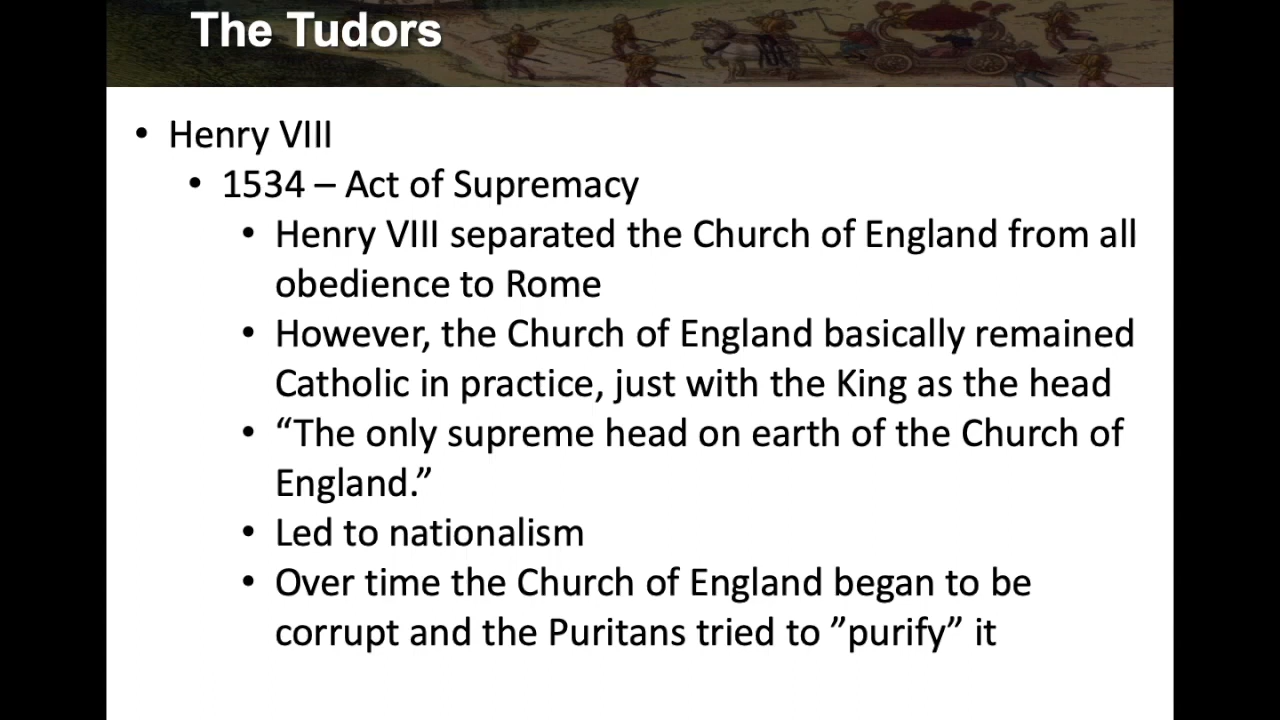 The Tudors
• Henry VIII
• 1534 – Act of Supremacy
• Henry VIII separated the Church of England from all
obedience to Rome
• However, the Church of England basically remained
Catholic in practice, just with the King as the head
• “The only supreme head on earth of the Church of
England.”
• Led to nationalism
• Over time the Church of England began to be
corrupt and the Puritans tried to ”purify” it